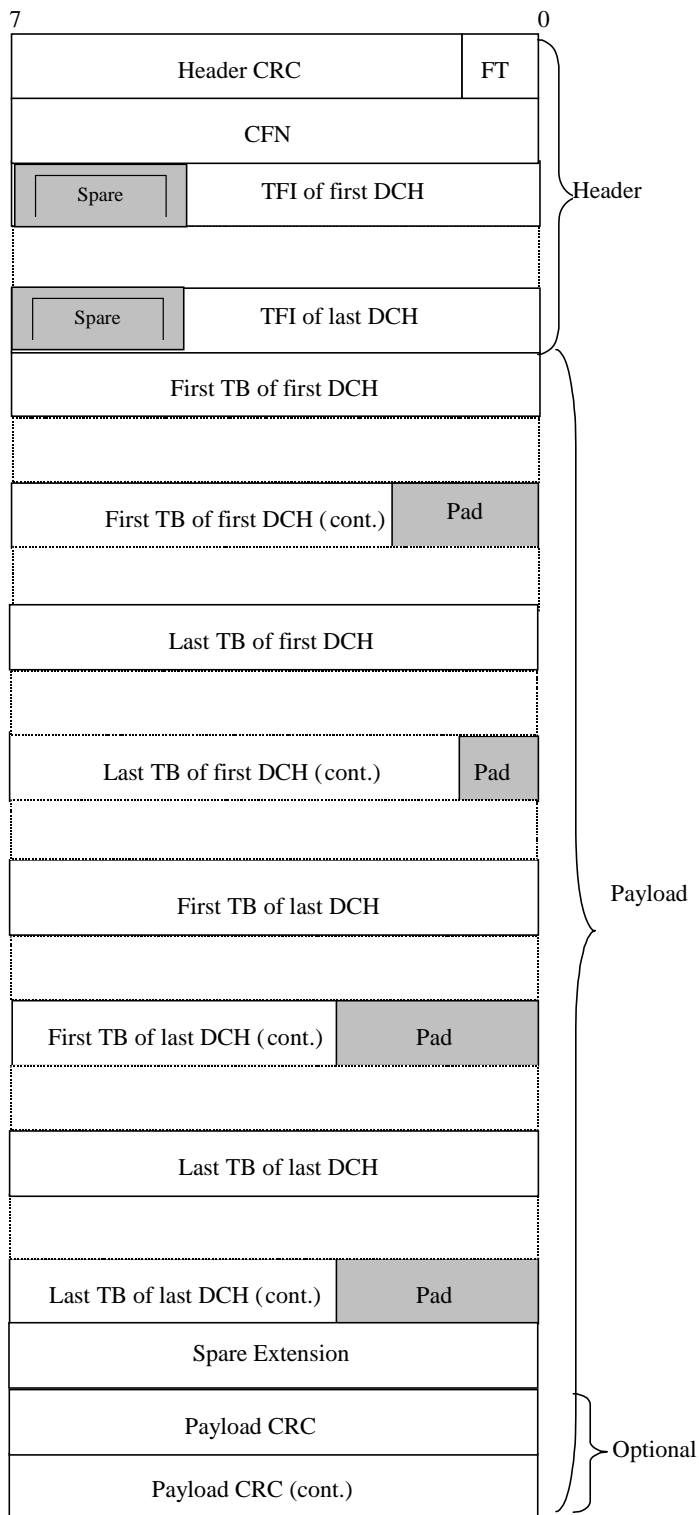 7 0
Header CRC FT
CFN
Spare TFI of first DCH
Header
Spare TFI of last DCH
First TB of first DCH
First TB of first DCH (cont.) Pad
Last TB of first DCH
Last TB of first DCH (cont.) Pad
First TB of last DCH
Payload
First TB of last DCH (cont.) Pad
Last TB of last DCH
Last TB of last DCH (cont.) Pad
Spare Extension
Payload CRC
Optional
Payload CRC (cont.)